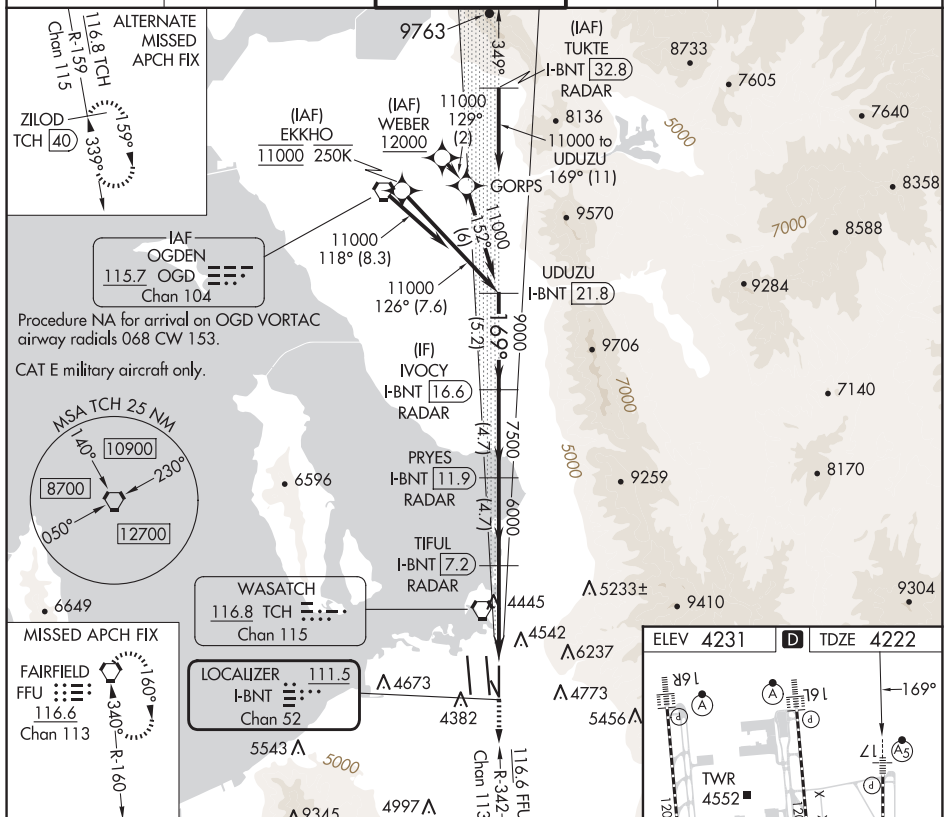 ALTERNATE
MISSED
APCH FIX
116.8 TCH
R-159
Chan 115
ZILOD
TCH 40
159°
339°
9763
349°
(IAF)
TUKTE
I-BNT 32.8
RADAR
8733
7605
7640
8136
5000
11000
129°
(2)
(IAF)
WEBER
12000
(IAF)
EKKHO
11000 250K
11000 to
UDUZU
169° (11)
GORPS
8358
9570
7000
8588
11000
152°
(6)
11000
118° (8.3)
IAF
OGDEN
115.7 OGD
Chan 104
11000
126° (7.6)
UDUZU
I-BNT 21.8
9284
Procedure NA for arrival on OGD VORTAC
airway radials 068 CW 153.
CAT E military aircraft only.
169°
9000
(5.2)
(IF)
IVOCY
I-BNT 16.6
RADAR
9706
7000
7140
MSA TCH 25 NM
140°
10900
230°
8700
050°
12700
7500
(4.7)
5000
PRYES
I-BNT 11.9
RADAR
6596
9259
8170
6000
(4.7)
TIFUL
I-BNT 7.2
RADAR
WASATCH
116.8 TCH
Chan 115
4445
5233±
9410
9304
6649
4542
6237
MISSED APCH FIX
FAIRFIELD
FFU
116.6
Chan 113
160°
340°
R-160
LOCALIZER 111.5
I-BNT
Chan 52
4673
4382
4773
5456
5543
5000
9345
4997
116.6 FFU
R-342
Chan 113
ELEV 4231 D TDZE 4222
16R
A
P
A
16L
P
169°
17
A5
P
TWR
4552
120
120
X